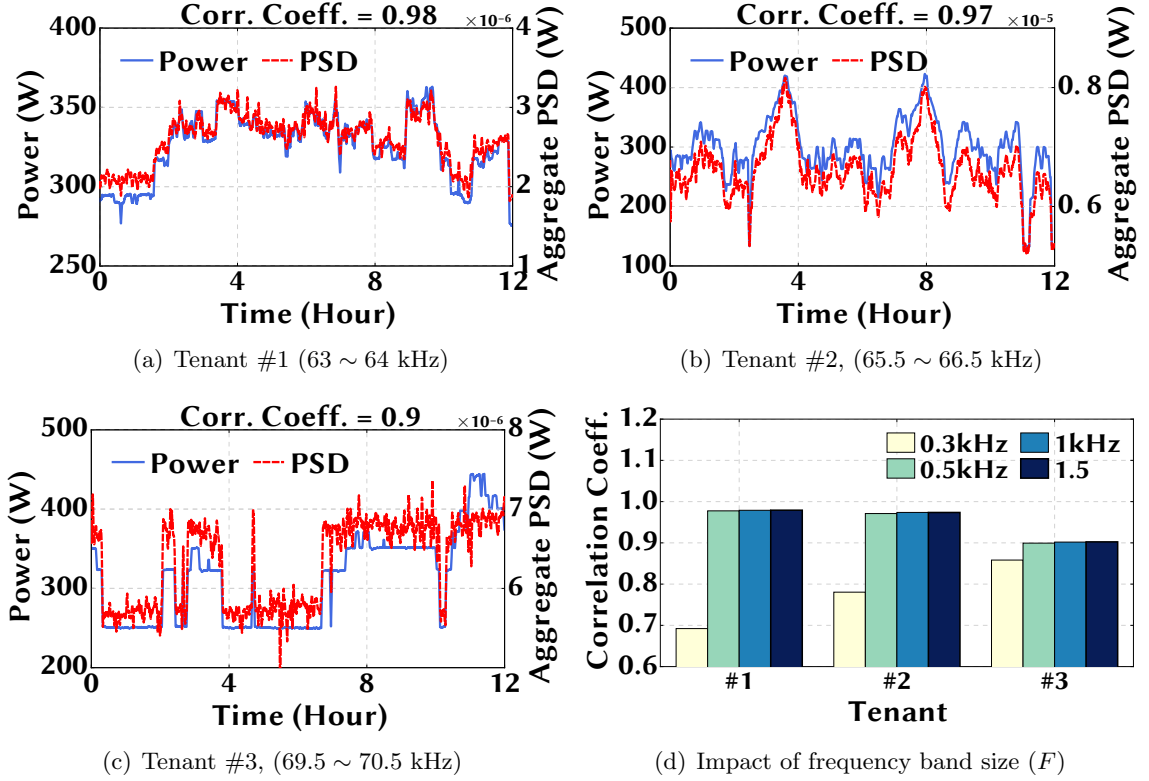 Corr. Coeff. = 0.98
×10⁻⁶
400
350
300
250
Power (W)
Power
PSD
4
3
2
1
Aggregate PSD (W)
0 4 8 12
Time (Hour)
(a) Tenant #1 (63 ∼ 64 kHz)
Corr. Coeff. = 0.97
×10⁻⁵
500
400
300
200
100
Power (W)
Power
PSD
0.8
0.6
Aggregate PSD (W)
0 4 8 12
Time (Hour)
(b) Tenant #2, (65.5 ∼ 66.5 kHz)
Corr. Coeff. = 0.9
×10⁻⁶
500
400
300
200
Power (W)
Power
PSD
8
7
6
5
Aggregate PSD (W)
0 4 8 12
Time (Hour)
(c) Tenant #3, (69.5 ∼ 70.5 kHz)
1.2
1.1
1.0
0.9
0.8
0.7
0.6
Correlation Coeff.
0.3kHz 1kHz
0.5kHz 1.5
#1 #2 #3
Tenant
(d) Impact of frequency band size (F)